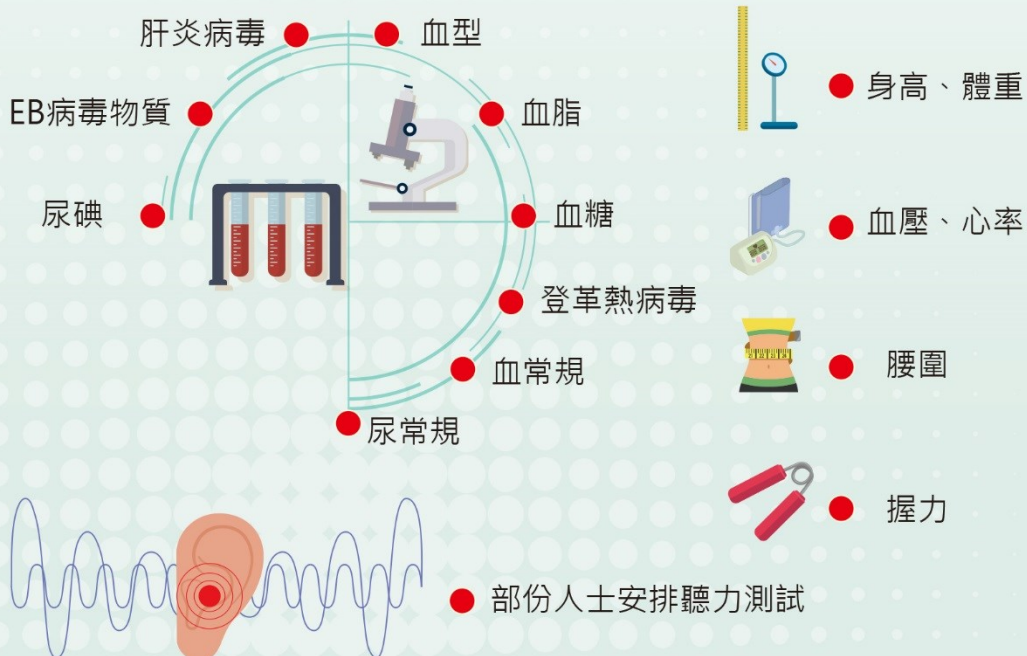 肝炎病毒
血型
EB病毒物質
血脂
尿碘
血糖
登革熱病毒
血常規
尿常規
身高、體重
血壓、心率
腰圍
握力
部份人士安排聽力測試